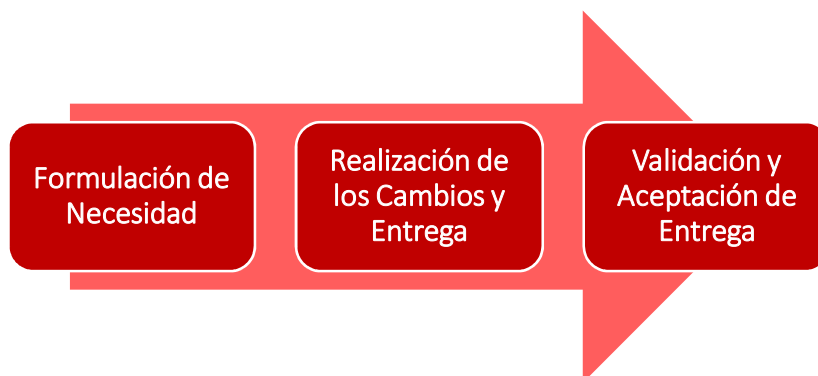 Formulación de
Necesidad
Realización de
los Cambios y
Entrega
Validación y
Aceptación de
Entrega